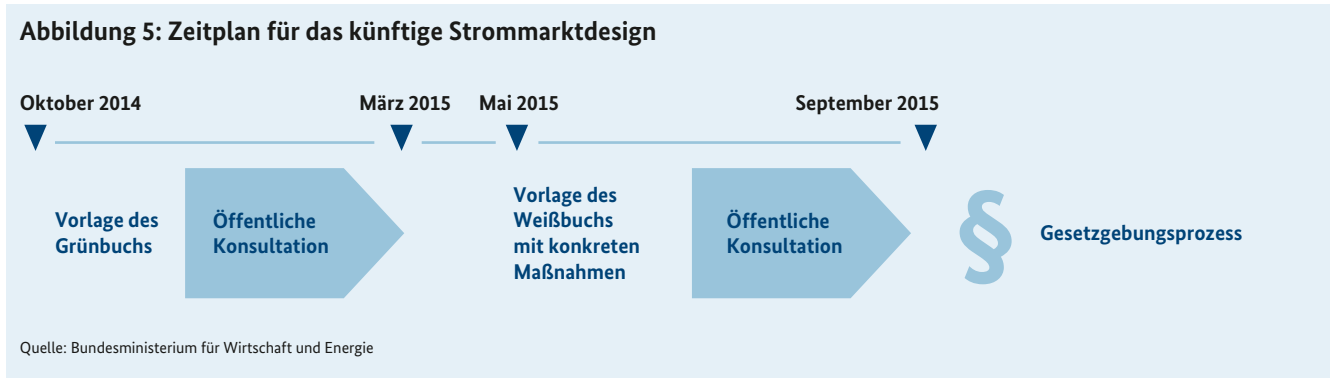 Abbildung 5: Zeitplan für das künftige Strommarktdesign
Oktober 2014
März 2015
Mai 2015
September 2015
Vorlage des
Grünbuchs
Öffentliche
Konsultation
Vorlage des
Weißbuchs
mit konkreten
Maßnahmen
Öffentliche
Konsultation
§
Gesetzgebungsprozess
Quelle: Bundesministerium für Wirtschaft und Energie